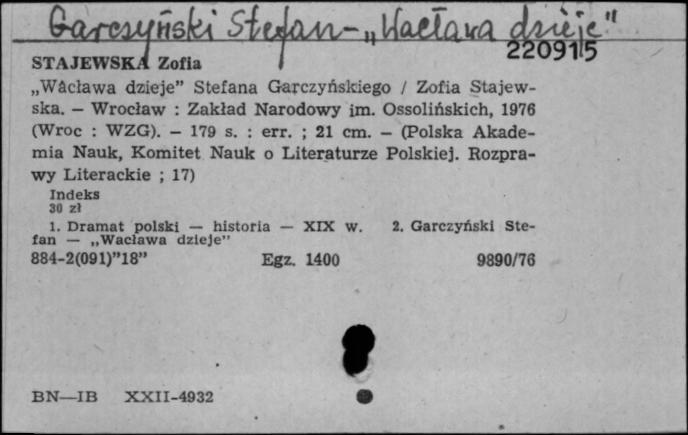 Garczyński Stefan – „Wacława dzieje"
220915
STAJEWSKA Zofia
„Wacława dzieje” Stefana Garczyńskiego / Zofia Stajew-
ska. — Wrocław : Zakład Narodowy im. Ossolińskich, 1976
(Wroc : WZG). — 179 s. : err. ; 21 cm. — (Polska Akade-
mia Nauk, Komitet Nauk o Literaturze Polskiej. Rozpra-
wy Literackie ; 17)
Indeks
30 zł
1. Dramat polski — historia — XIX w. 2. Garczyński Ste-
fan — „Wacława dzieje”
884-2(091)”18” Egz. 1400 9890/76
BN—IB XXII-4932